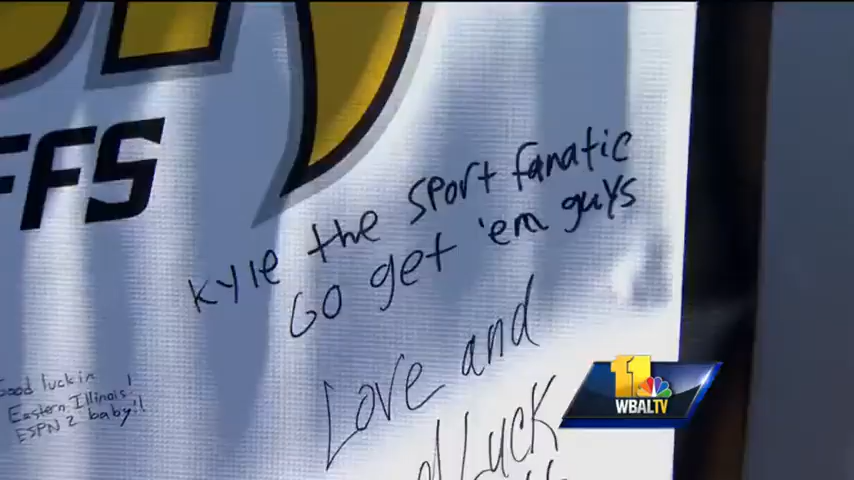 FFS
Kyle the Sport fanatic
Go get 'em guys
Love and
Luck
Good luck in
Eastern Illinois!
ESPN 2 baby!!
11
WBALTV